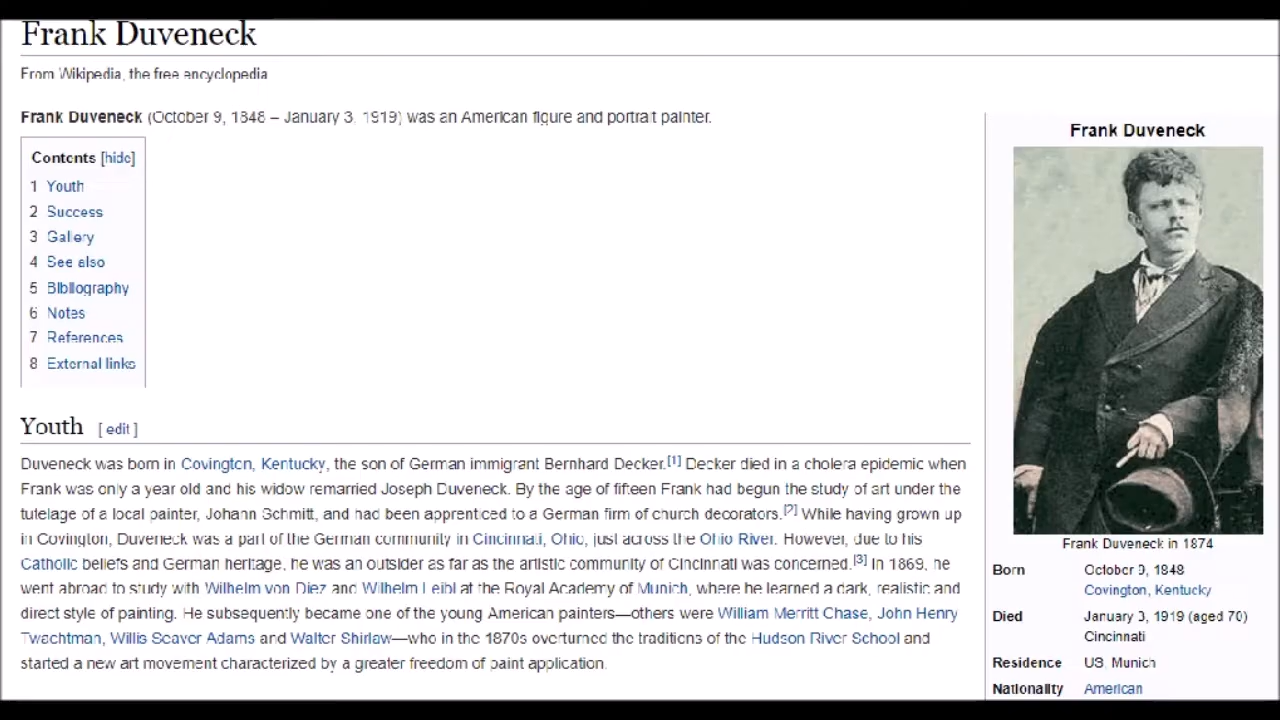 Frank Duveneck
From Wikipedia, the free encyclopedia
Frank Duveneck (October 9, 1848 – January 3, 1919) was an American figure and portrait painter.
Contents [hide]
1 Youth
2 Success
3 Gallery
4 See also
5 Bibliography
6 Notes
7 References
8 External links
Youth [ edit ]
Duveneck was born in Covington, Kentucky, the son of German immigrant Bernhard Decker.[1] Decker died in a cholera epidemic when
Frank was only a year old and his widow remarried Joseph Duveneck. By the age of fifteen Frank had begun the study of art under the
tutelage of a local painter, Johann Schmitt, and had been apprenticed to a German firm of church decorators.[2] While having grown up
in Covington, Duveneck was a part of the German community in Cincinnati, Ohio, just across the Ohio River. However, due to his
Catholic beliefs and German heritage, he was an outsider as far as the artistic community of Cincinnati was concerned.[3] In 1869, he
went abroad to study with Wilhelm von Diez and Wilhelm Leibl at the Royal Academy of Munich, where he learned a dark, realistic and
direct style of painting. He subsequently became one of the young American painters—others were William Merritt Chase, John Henry
Twachtman, Willis Seaver Adams and Walter Shirlaw—who in the 1870s overturned the traditions of the Hudson River School and
started a new art movement characterized by a greater freedom of paint application.
Frank Duveneck
Frank Duveneck in 1874
Born October 9, 1848
Covington, Kentucky
Died January 3, 1919 (aged 70)
Cincinnati
Residence US, Munich
Nationality American